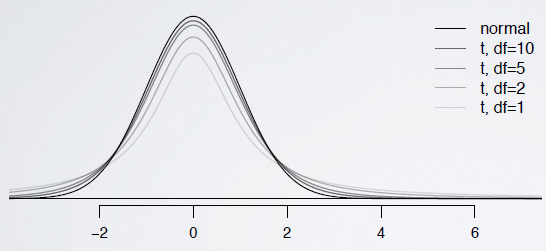 normal
t, df=10
t, df=5
t, df=2
t, df=1
−2 0 2 4 6